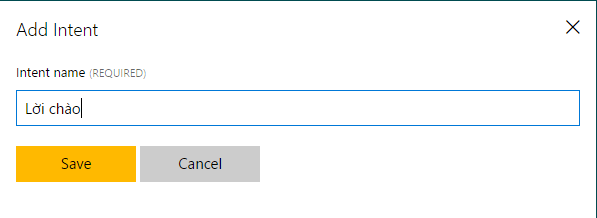 Add Intent
Intent name (REQUIRED)
Lời chào
Save Cancel